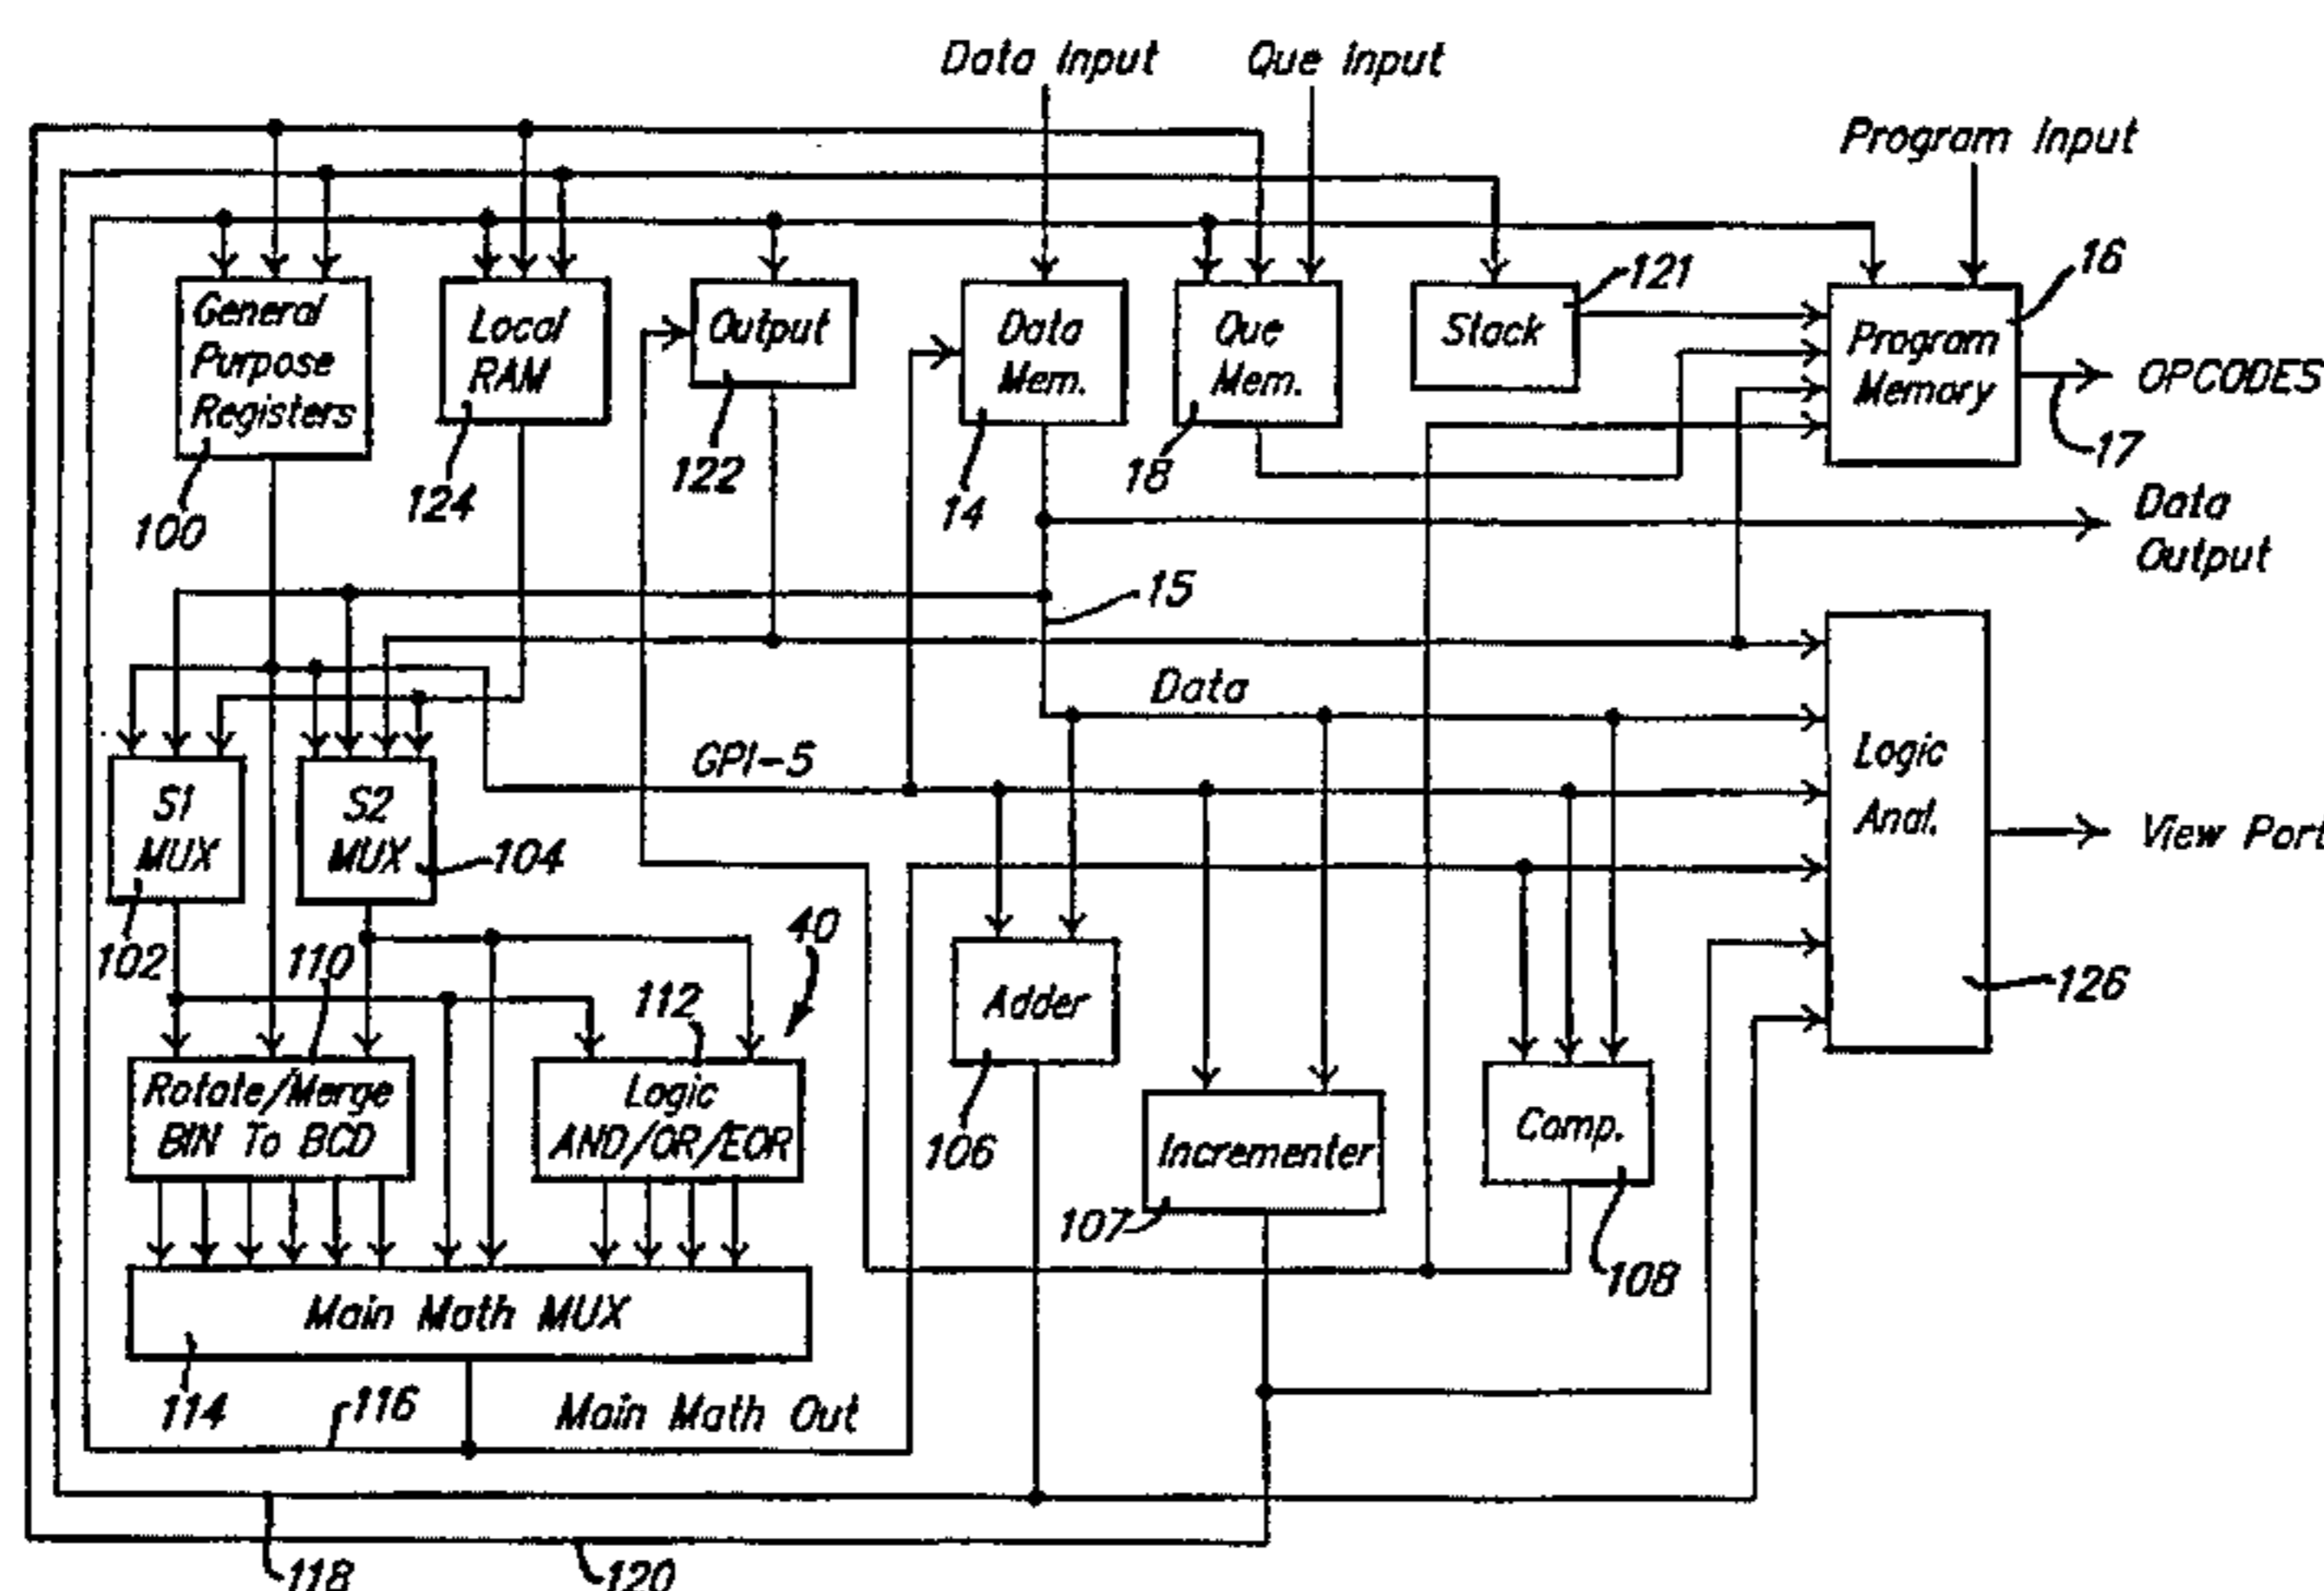 Data Input
Que Input
Program Input
General
Purpose
Registers
Local
RAM
Output
Data
Mem.
Que
Mem.
Stack
121
Program
Memory
16
OPCODES
17
100
124
122
14
18
Data
Output
15
Data
GPI-5
S1
MUX
S2
MUX
104
Logic
Anal.
View Port
102
110
112
40
Adder
126
Rotate/Merge
BIN To BCD
Logic
AND/OR/EOR
106
Incrementer
107
Comp.
108
Main Math MUX
114
116
Main Math Out
118
120